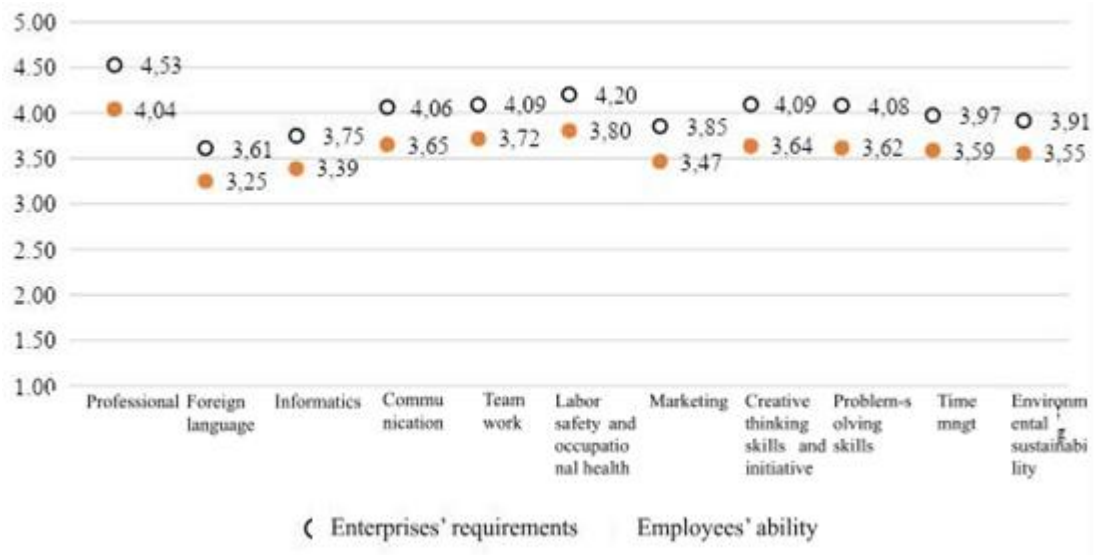 5.00
4.50
4.00
3.50
3.00
2.50
2.00
1.50
1.00
4,53
4,04
3,61
3,25
3,75
3,39
4,06
3,65
4,09
3,72
4,20
3,80
3,85
3,47
4,09
3,64
4,08
3,62
3,97
3,59
3,91
3,55
Professional
Foreign
language
Informatics
Commu
nication
Team
work
Labor
safety and
occupatio
nal health
Marketing
Creative
thinking
skills and
initiative
Problem-s
olving
skills
Time
mngt
Environm
ental
sustainabi
lity
Enterprises’ requirements
Employees’ ability